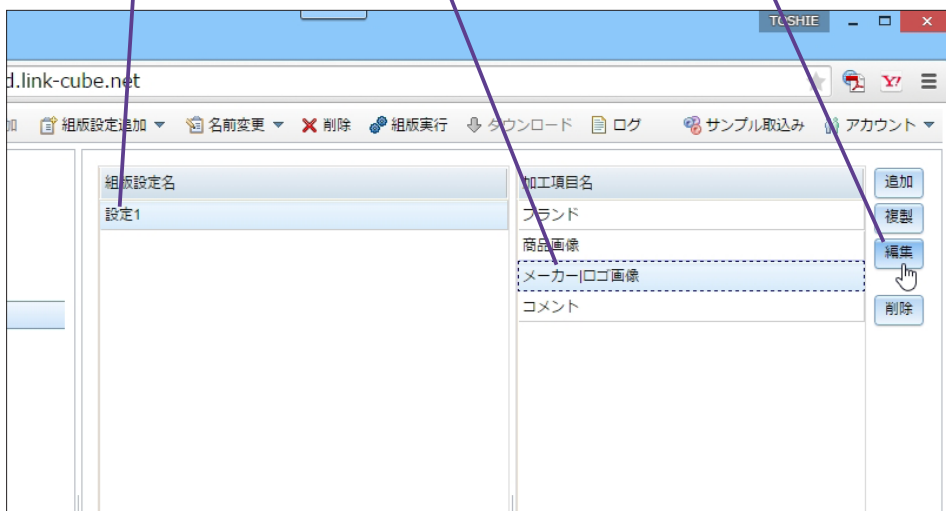 TOSHIE
d.link-cube.net
加 組版設定追加 名前変更 削除 組版実行 ダウンロード ログ サンプル取込み アカウント
組版設定名 加工項目名 追加
設定1 ブランド 複製
商品画像 編集
メーカー|ロゴ画像
コメント 削除